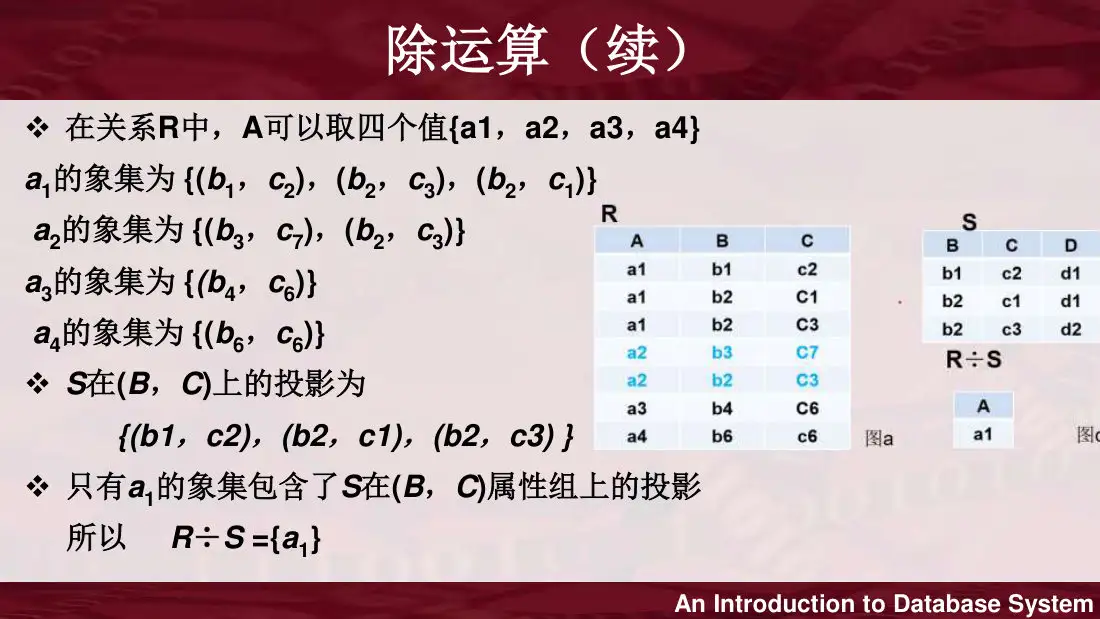 除运算（续）
❖ 在关系R中，A可以取四个值{a1，a2，a3，a4}
a1的象集为 {(b1，c2)，(b2，c3)，(b2，c1)}
a2的象集为 {(b3，c7)，(b2，c3)}
a3的象集为 {(b4，c6)}
a4的象集为 {(b6，c6)}
❖ S在(B，C)上的投影为
{(b1，c2)，(b2，c1)，(b2，c3) }
❖ 只有a1的象集包含了S在(B，C)属性组上的投影
所以 R÷S ={a1}
R
A B C
a1 b1 c2
a1 b2 C1
a1 b2 C3
a2 b3 C7
a2 b2 C3
a3 b4 C6
a4 b6 c6
图a
S
B C D
b1 c2 d1
b2 c1 d1
b2 c3 d2
R÷S
A
a1
图
An Introduction to Database System